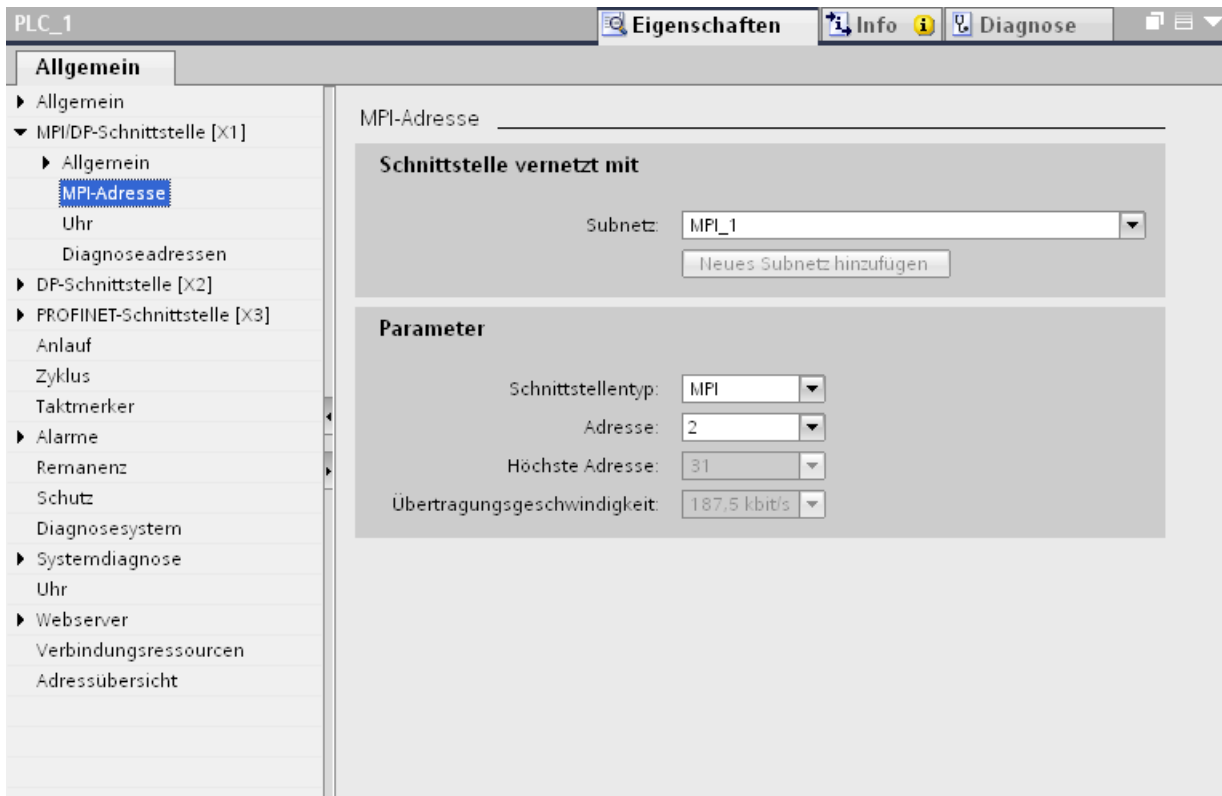 PLC_1
Eigenschaften
Info
Diagnose
Allgemein
Allgemein
MPI/DP-Schnittstelle [X1]
Allgemein
MPI-Adresse
Uhr
Diagnoseadressen
DP-Schnittstelle [X2]
PROFINET-Schnittstelle [X3]
Anlauf
Zyklus
Taktmerker
Alarme
Remanenz
Schutz
Diagnosesystem
Systemdiagnose
Uhr
Webserver
Verbindungsressourcen
Adressübersicht
MPI-Adresse
Schnittstelle vernetzt mit
Subnetz: MPI_1
Neues Subnetz hinzufügen
Parameter
Schnittstellentyp: MPI
Adresse: 2
Höchste Adresse: 31
Übertragungsgeschwindigkeit: 187,5 kbit/s